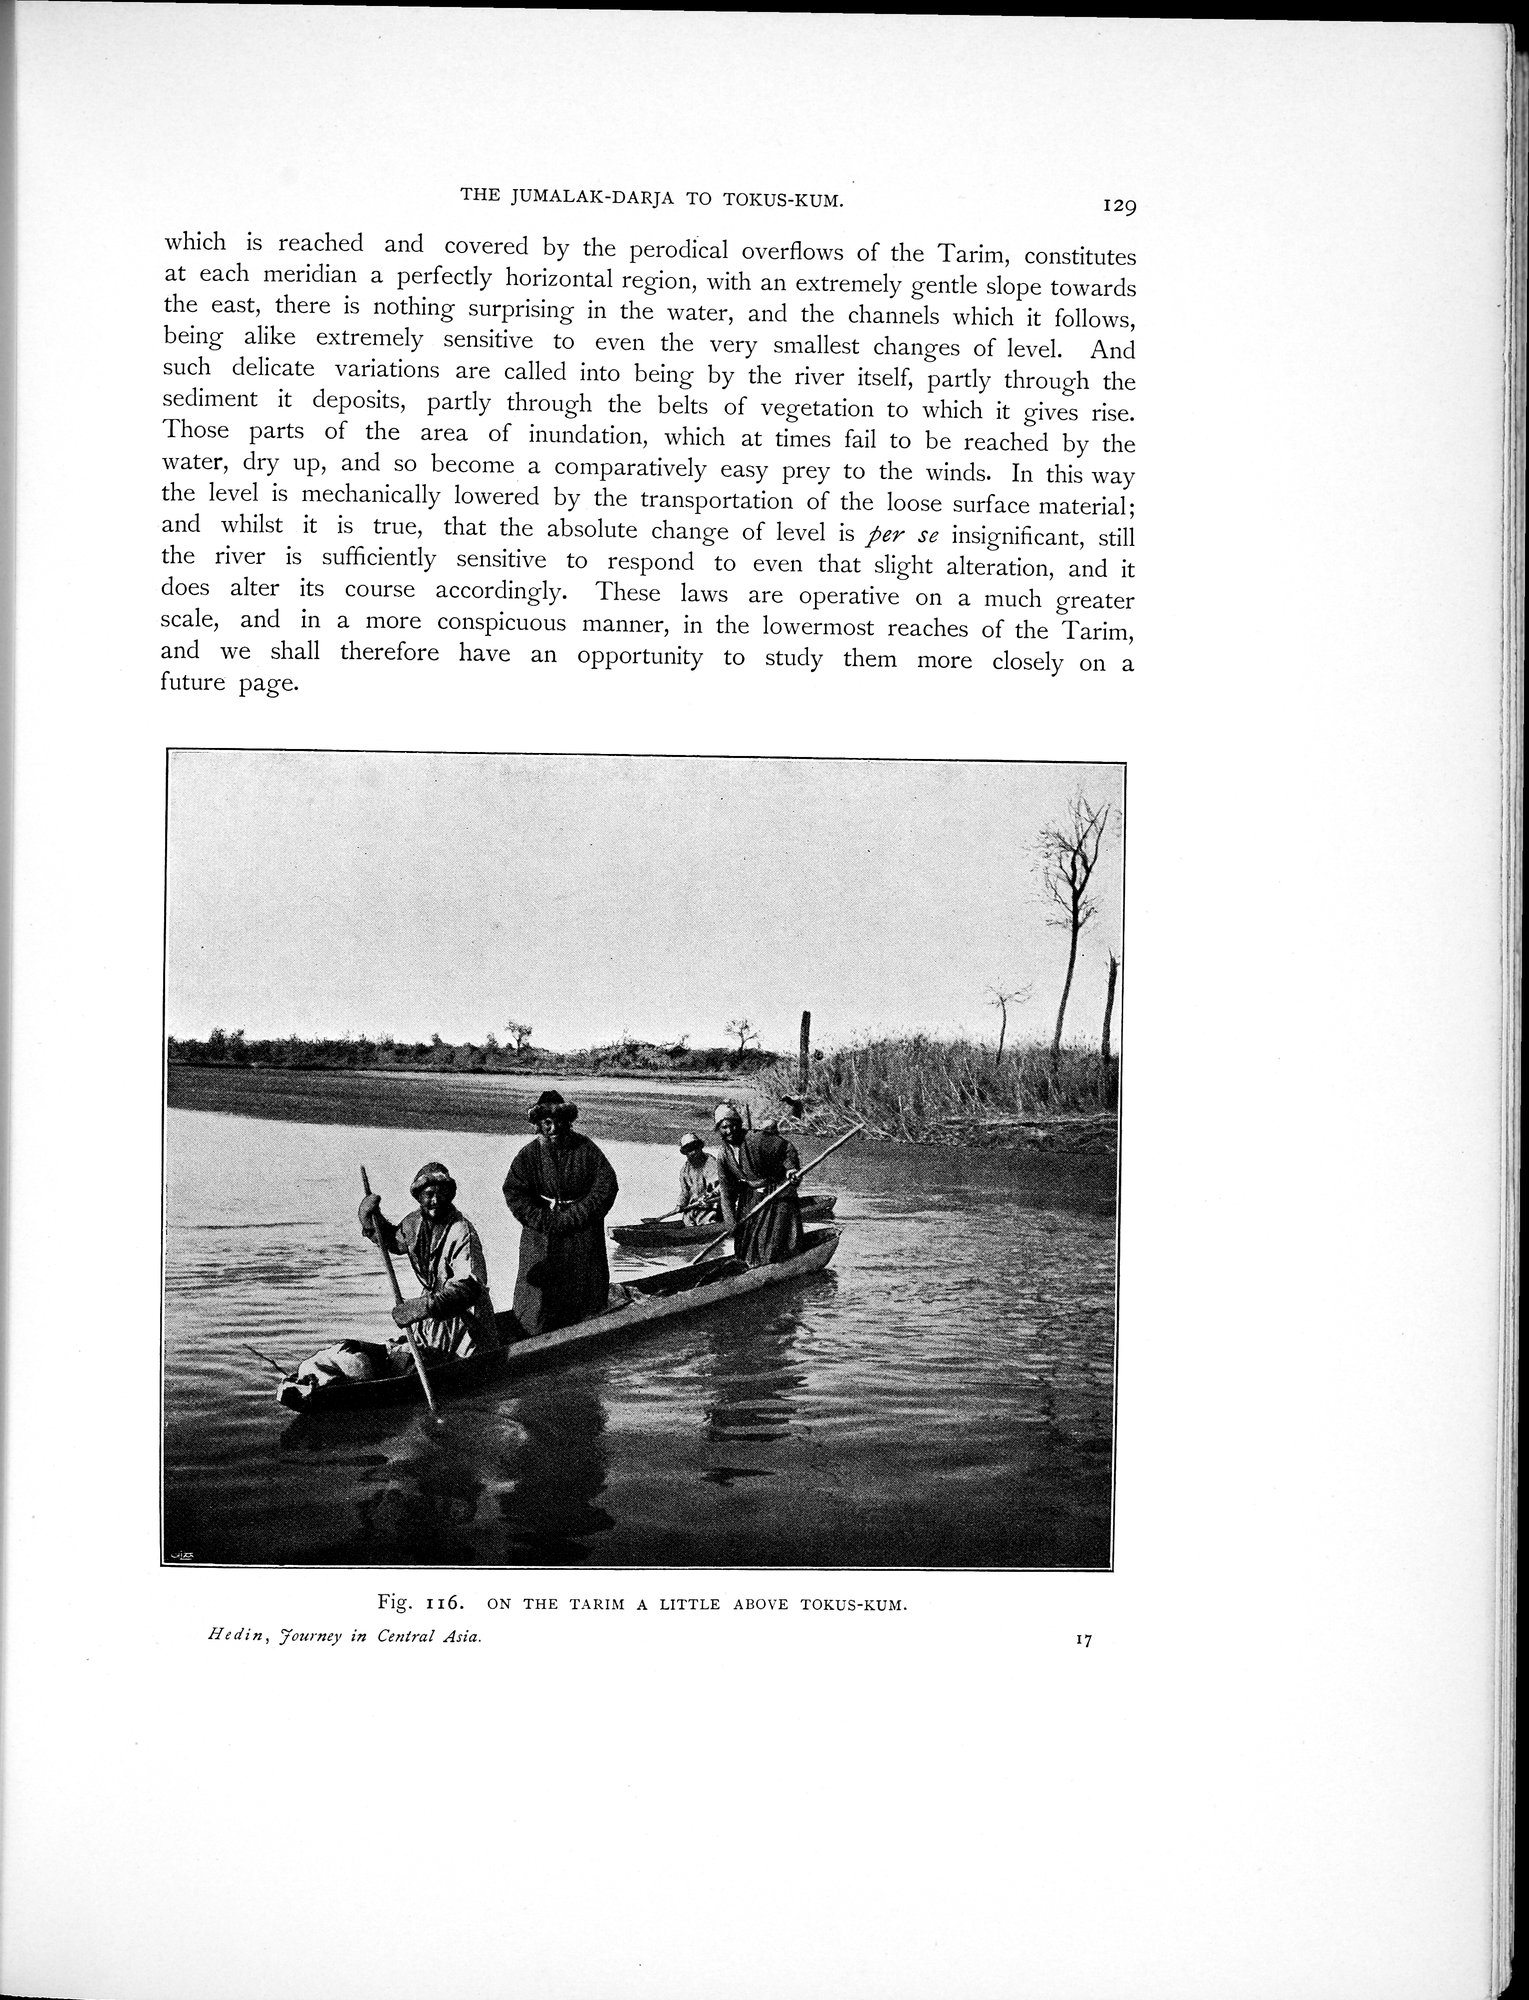 THE JUMALAK-DARJA TO TOKUS-KUM. 129
which is reached and covered by the perodical overflows of the Tarim, constitutes
at each meridian a perfectly horizontal region, with an extremely gentle slope towards
the east, there is nothing surprising in the water, and the channels which it follows,
being alike extremely sensitive to even the very smallest changes of level. And
such delicate variations are called into being by the river itself, partly through the
sediment it deposits, partly through the belts of vegetation to which it gives rise.
Those parts of the area of inundation, which at times fail to be reached by the
water, dry up, and so become a comparatively easy prey to the winds. In this way
the level is mechanically lowered by the transportation of the loose surface material;
and whilst it is true, that the absolute change of level is per se insignificant, still
the river is sufficiently sensitive to respond to even that slight alteration, and it
does alter its course accordingly. These laws are operative on a much greater
scale, and in a more conspicuous manner, in the lowermost reaches of the Tarim,
and we shall therefore have an opportunity to study them more closely on a
future page.
Fig. 116. ON THE TARIM A LITTLE ABOVE TOKUS-KUM.
Hedin, Journey in Central Asia. 17